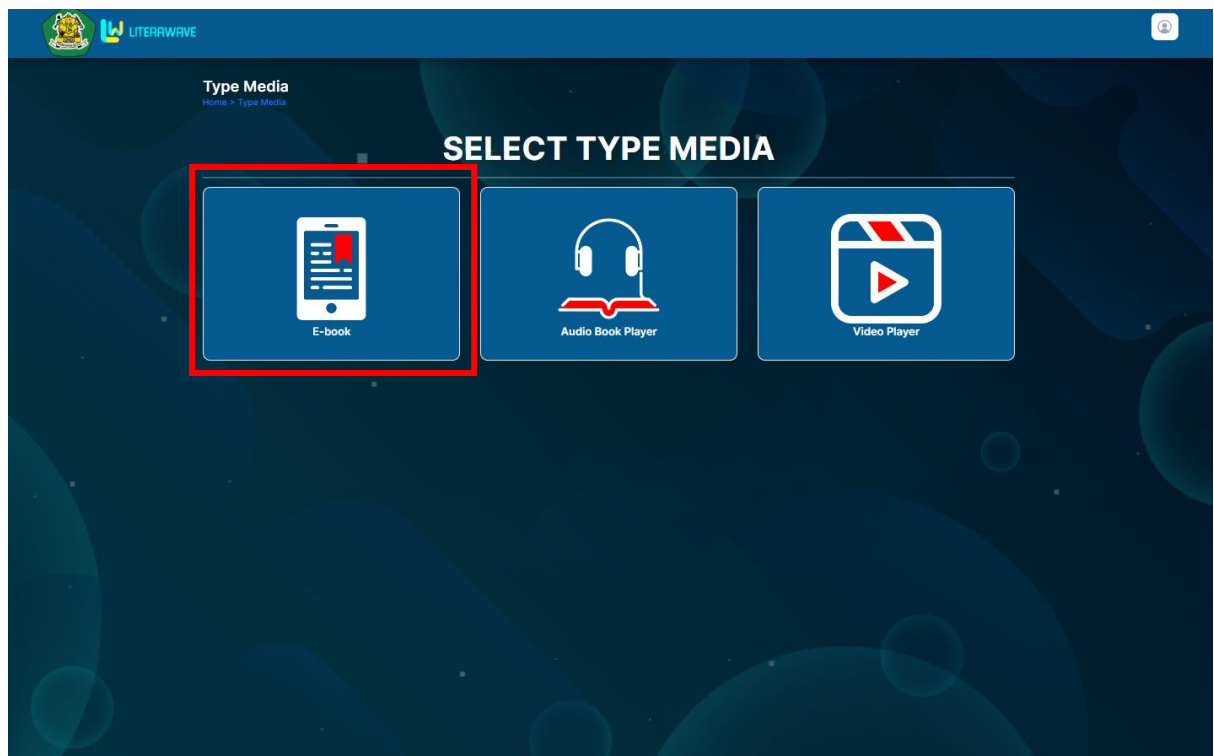 LITERAWAVE
Type Media
Home > Type Media
SELECT TYPE MEDIA
E-book
Audio Book Player
Video Player